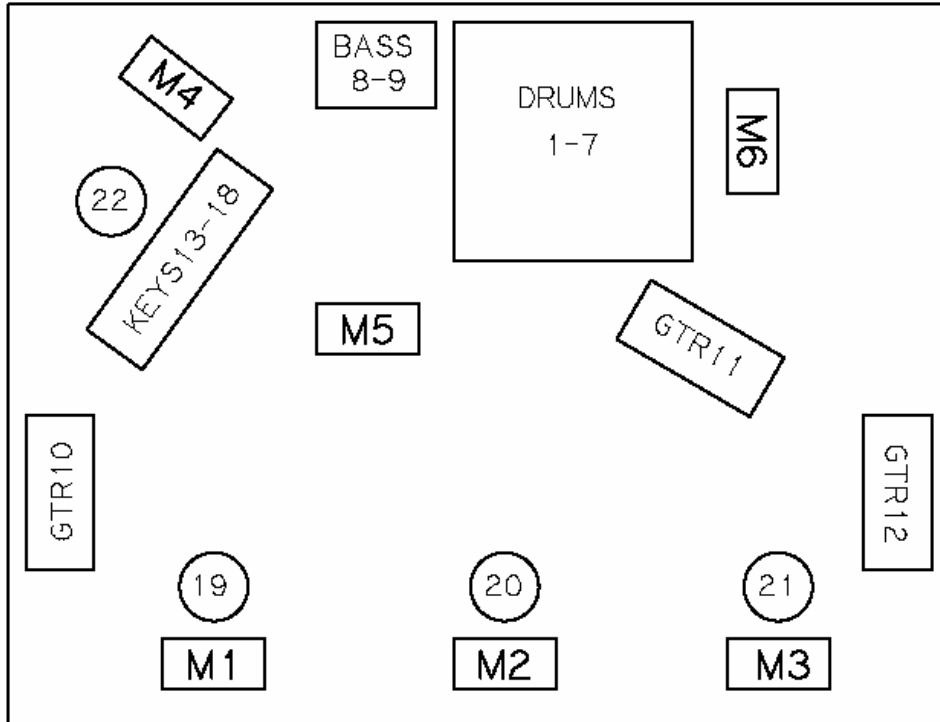 BASS
8-9
M4
DRUMS
1-7
M6
22
KEYS13-18
M5
GTR11
GTR10
GTR12
19
20
21
M1
M2
M3